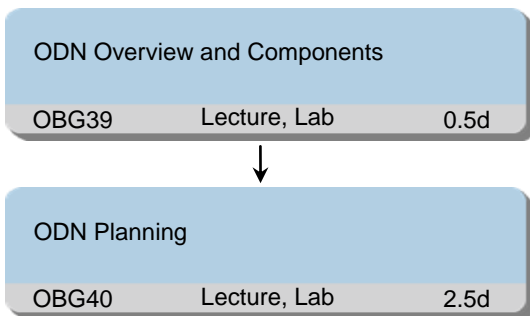 ODN Overview and Components
OBG39 Lecture, Lab 0.5d
ODN Planning
OBG40 Lecture, Lab 2.5d